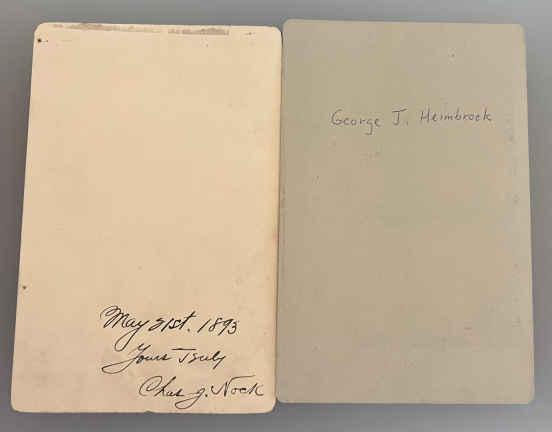 May 31st. 1893
Yours Truly
Chas g. Nock
George J. Heimbrock